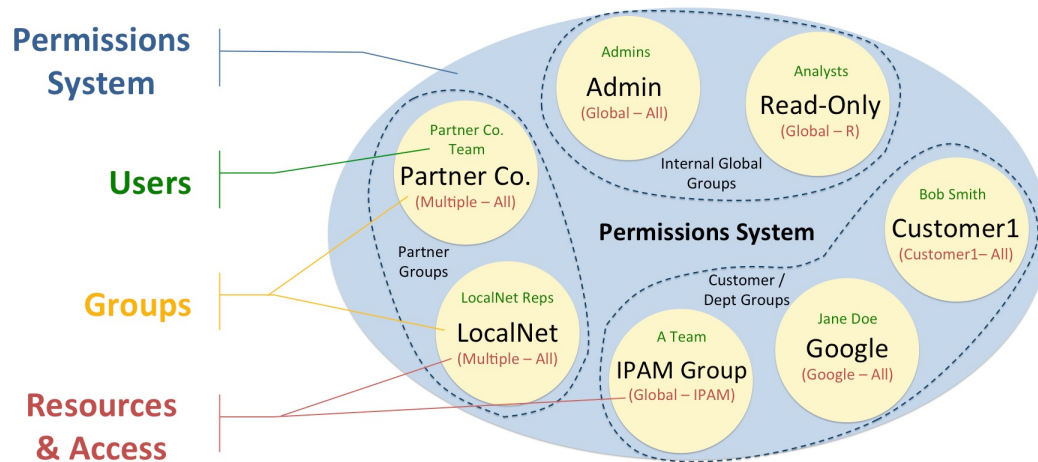 Permissions
System
Users
Groups
Resources
& Access
Admins
Admin
(Global – All)
Analysts
Read-Only
(Global – R)
Internal Global
Groups
Partner Co.
Team
Partner Co.
(Multiple – All)
Partner
Groups
LocalNet Reps
LocalNet
(Multiple – All)
Permissions System
Bob Smith
Customer1
(Customer1– All)
Customer /
Dept Groups
Jane Doe
Google
(Google – All)
A Team
IPAM Group
(Global – IPAM)